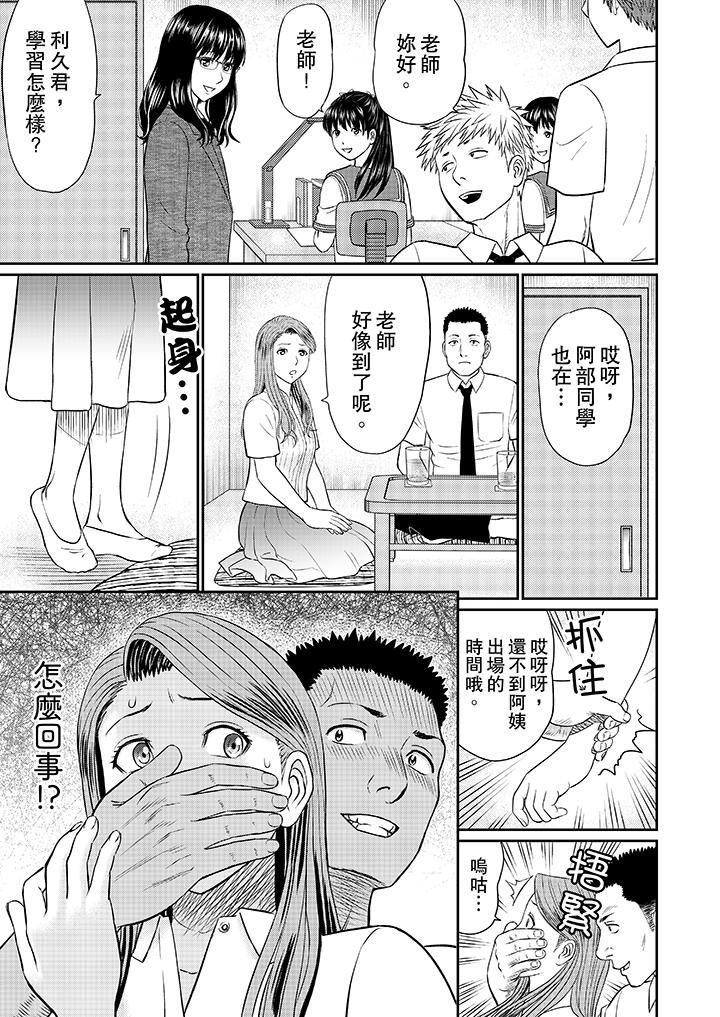 老師
妳好。
老師！
利久君，
學習怎麼樣？
哎呀，
阿部同學
也在…
老師
好像到了呢。
起身…
抓住
哎呀呀，
還不到阿姨
出場的
時間哦。
捂緊
嗚咕…
怎麼回事!?